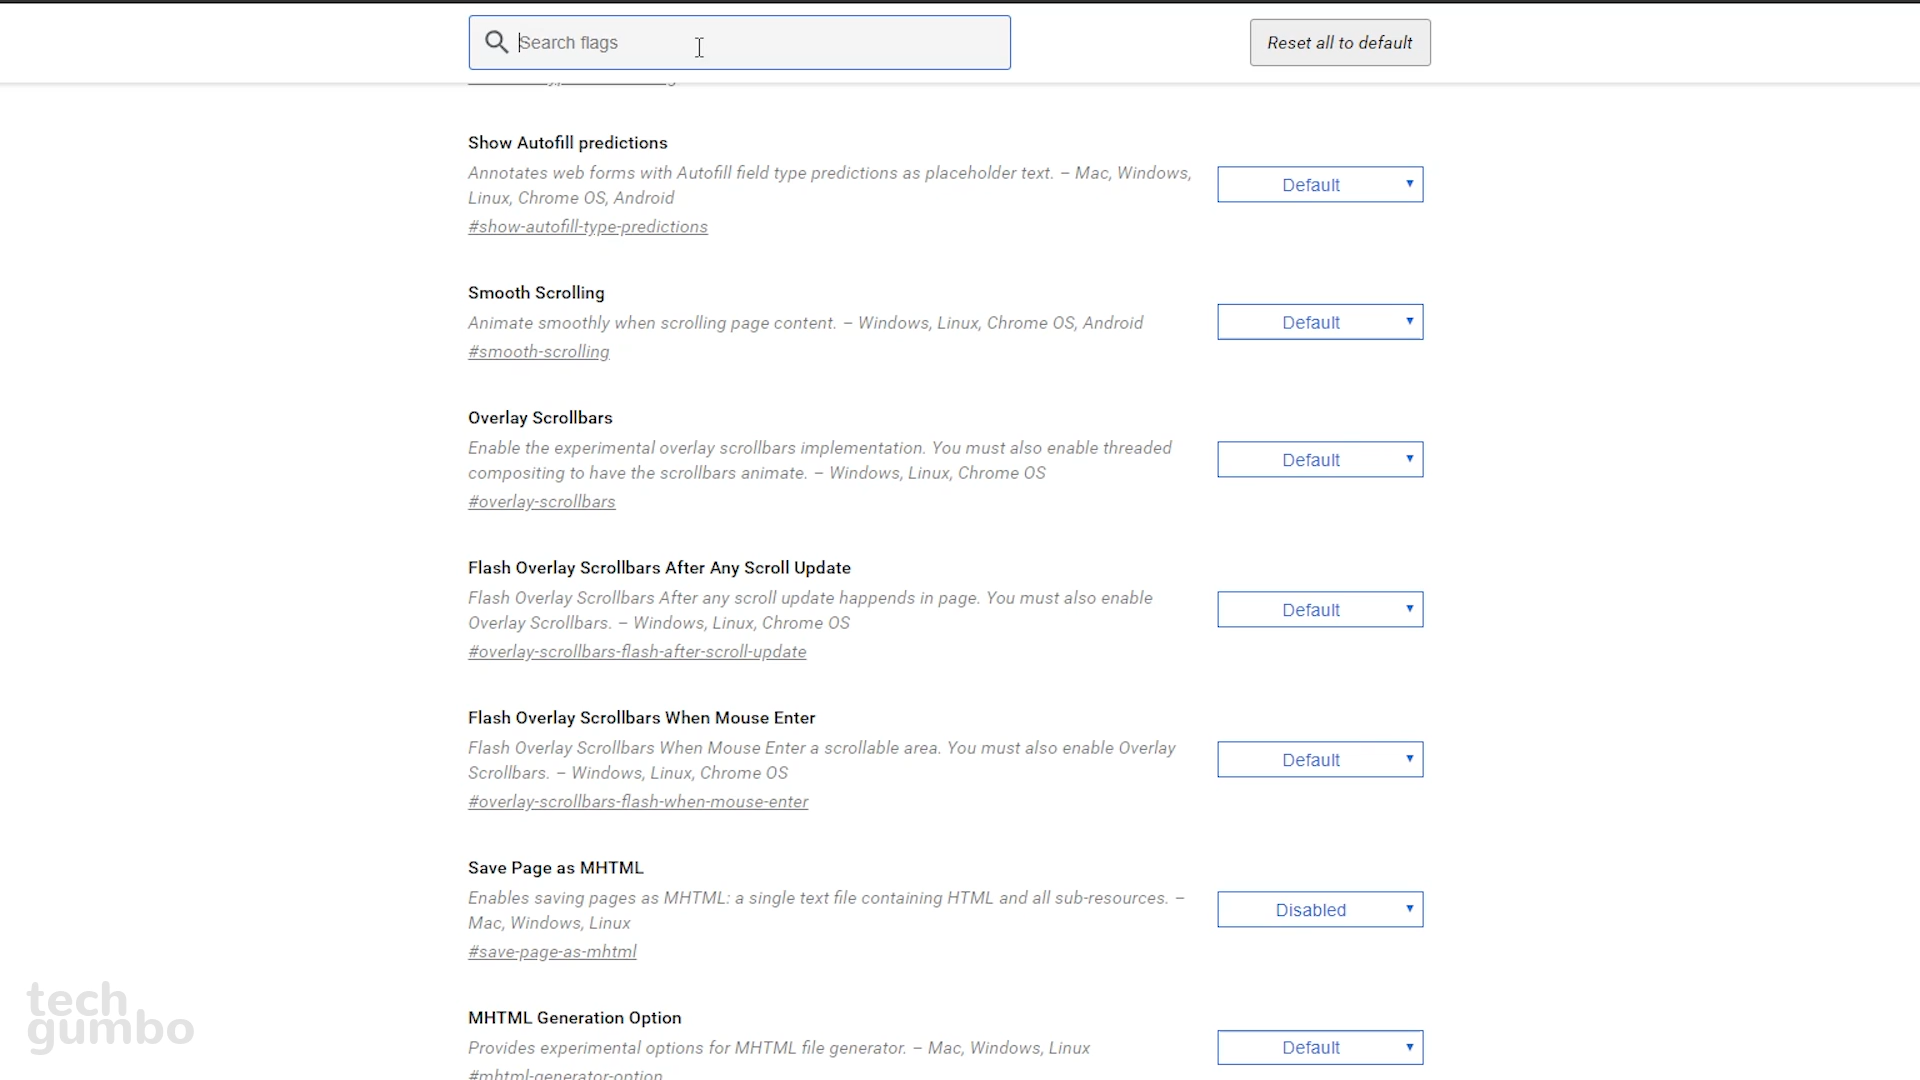 Search flags
Reset all to default
Show Autofill predictions
Annotates web forms with Autofill field type predictions as placeholder text. – Mac, Windows,
Linux, Chrome OS, Android
#show-autofill-type-predictions
Default
Smooth Scrolling
Animate smoothly when scrolling page content. – Windows, Linux, Chrome OS, Android
#smooth-scrolling
Default
Overlay Scrollbars
Enable the experimental overlay scrollbars implementation. You must also enable threaded
compositing to have the scrollbars animate. – Windows, Linux, Chrome OS
#overlay-scrollbars
Default
Flash Overlay Scrollbars After Any Scroll Update
Flash Overlay Scrollbars After any scroll update happends in page. You must also enable
Overlay Scrollbars. – Windows, Linux, Chrome OS
#overlay-scrollbars-flash-after-scroll-update
Default
Flash Overlay Scrollbars When Mouse Enter
Flash Overlay Scrollbars When Mouse Enter a scrollable area. You must also enable Overlay
Scrollbars. – Windows, Linux, Chrome OS
#overlay-scrollbars-flash-when-mouse-enter
Default
Save Page as MHTML
Enables saving pages as MHTML: a single text file containing HTML and all sub-resources. –
Mac, Windows, Linux
#save-page-as-mhtml
Disabled
MHTML Generation Option
Provides experimental options for MHTML file generator. – Mac, Windows, Linux
#mhtml-generator-option
Default
tech
gumbo